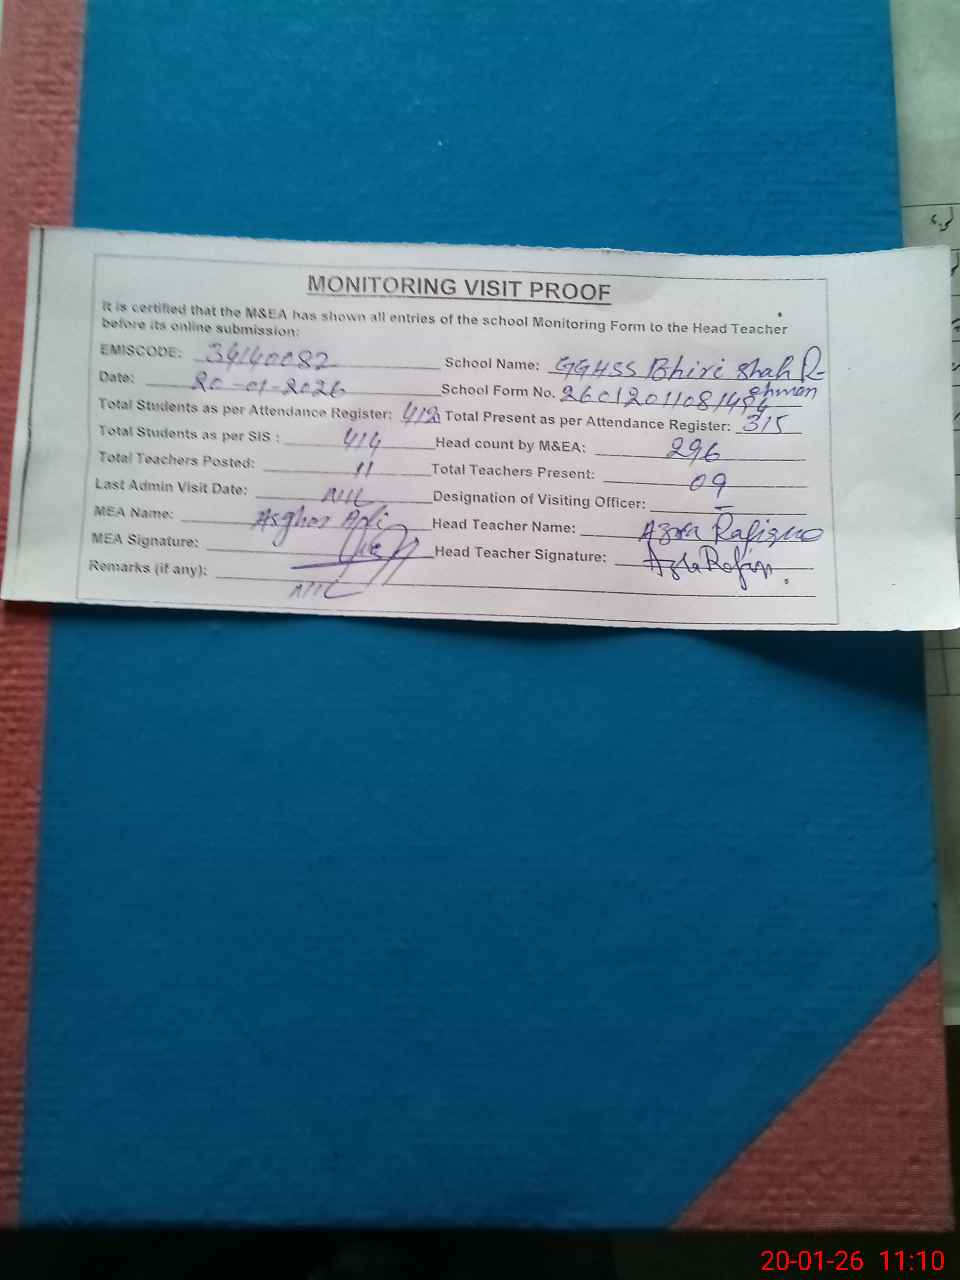 MONITORING VISIT PROOF
It is certified that the M&EA has shown all entries of the school Monitoring Form to the Head Teacher
before its online submission:
EMISCODE: 34140082 School Name: GGHSS Bhiri Shah R-
ehman
Date: 20-01-2026 School Form No. 26012011081494
Total Students as per Attendance Register: 412 Total Present as per Attendance Register: 315
Total Students as per SIS : 414 Head count by M&EA: 296
Total Teachers Posted: 11 Total Teachers Present: 09
Last Admin Visit Date: NIL Designation of Visiting Officer: -
MEA Name: Asghar Head Teacher Name: Azra Rafique
MEA Signature: Head Teacher Signature: Azra
Remarks (if any): NIL
20-01-26 11:10